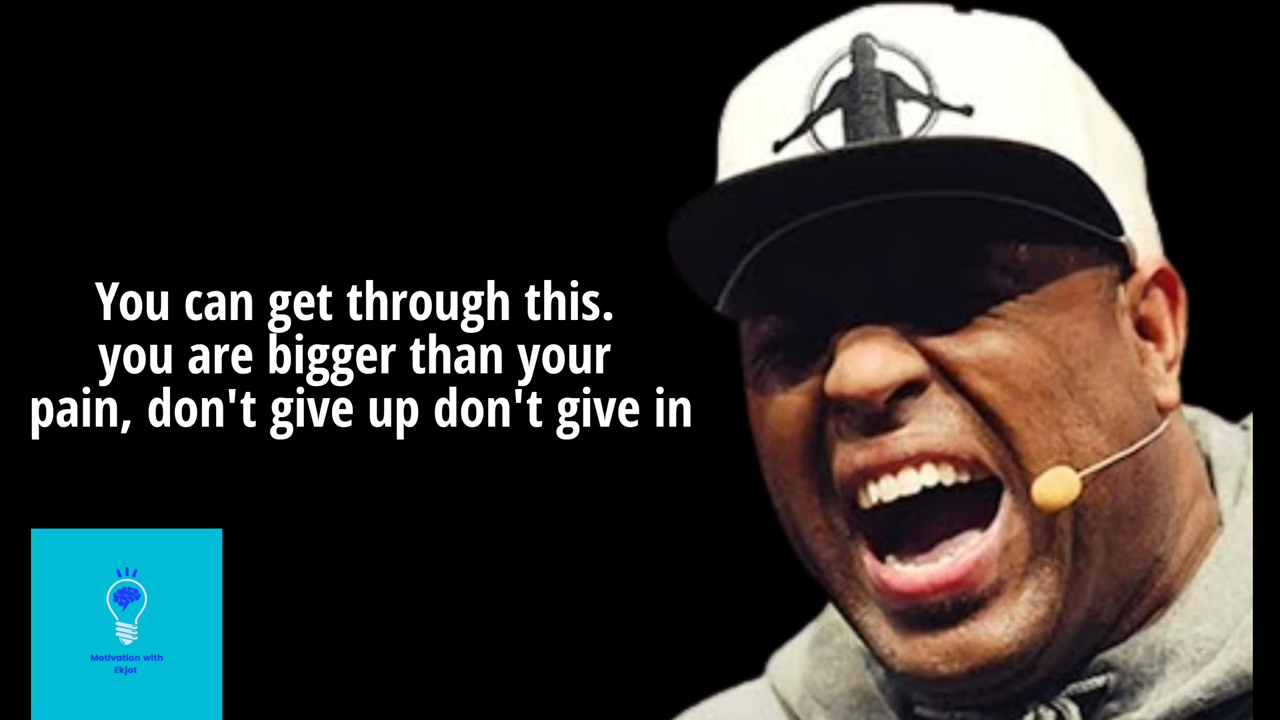 You can get through this.
you are bigger than your
pain, don't give up don't give in
Motivation with
Ekjot